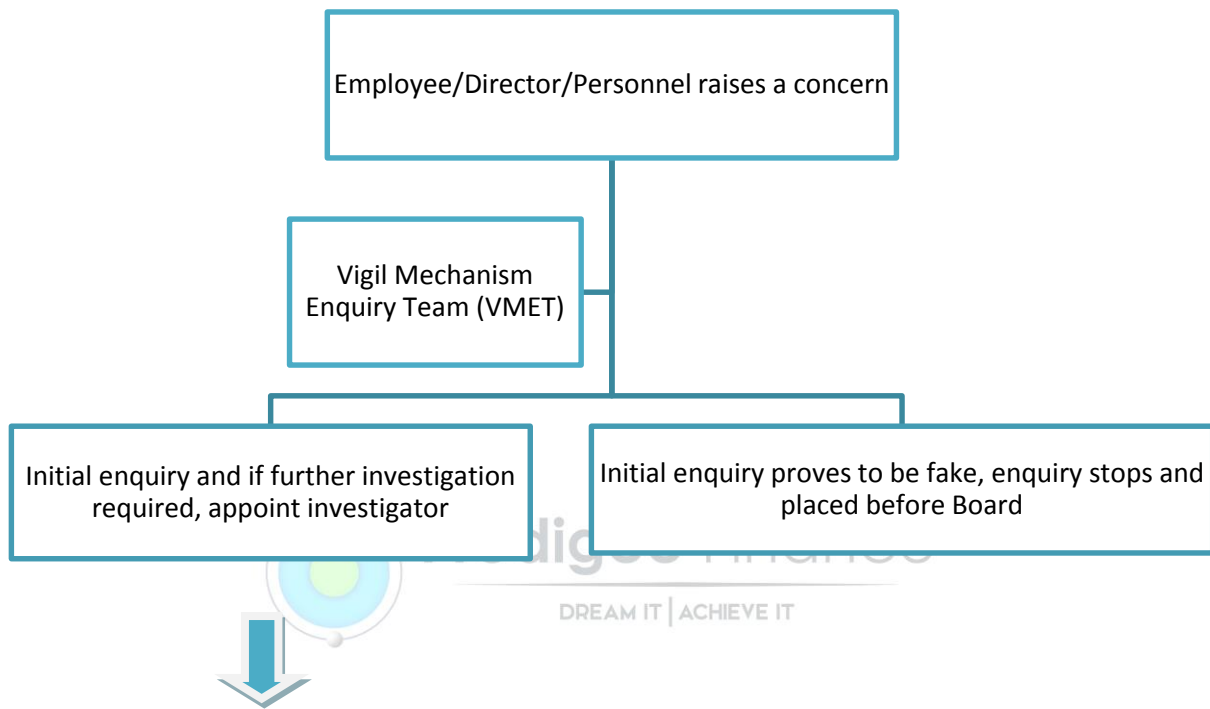 Employee/Director/Personnel raises a concern
Vigil Mechanism
Enquiry Team (VMET)
Initial enquiry and if further investigation
required, appoint investigator
Initial enquiry proves to be fake, enquiry stops and
placed before Board
DREAM IT | ACHIEVE IT